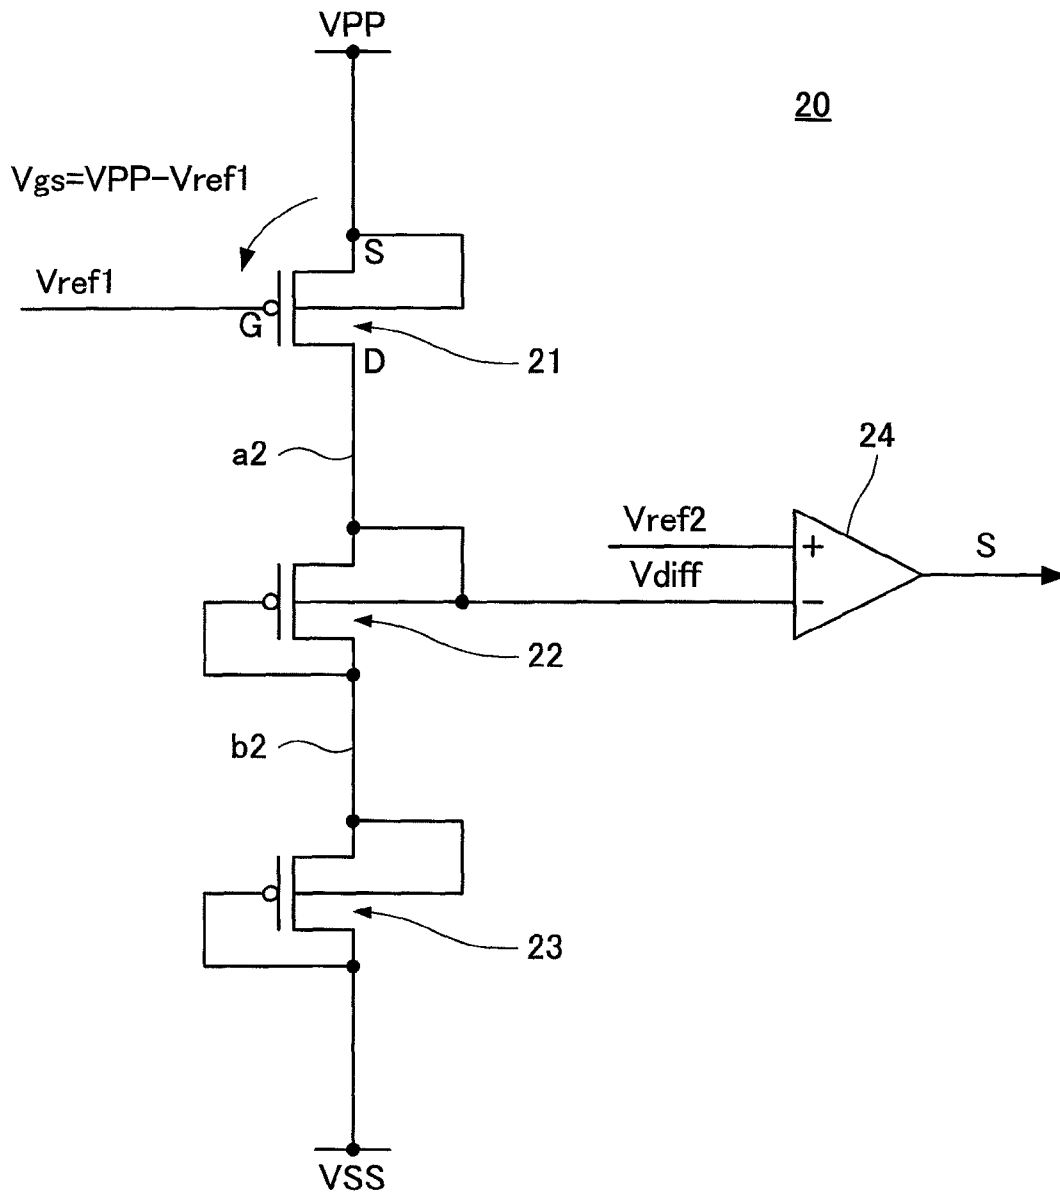 VPP
20
Vgs=VPP-Vref1
S
Vref1
G
D
21
a2
24
Vref2
S
+
Vdiff
-
22
b2
23
VSS